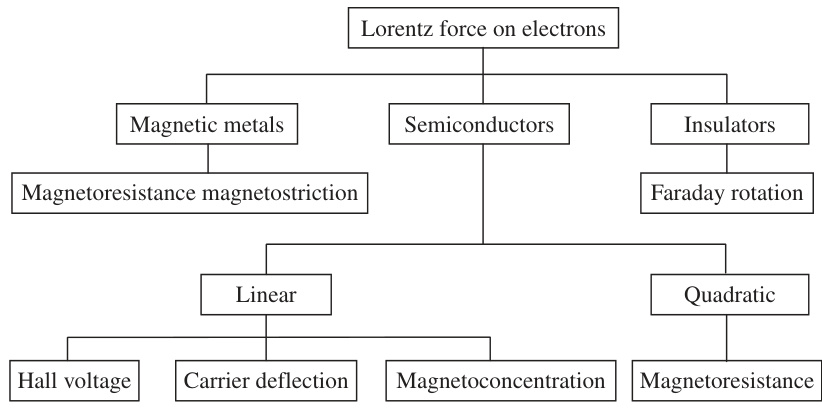 Lorentz force on electrons
Magnetic metals
Semiconductors
Insulators
Magnetoresistance magnetostriction
Faraday rotation
Linear
Quadratic
Hall voltage
Carrier deflection
Magnetoconcentration
Magnetoresistance